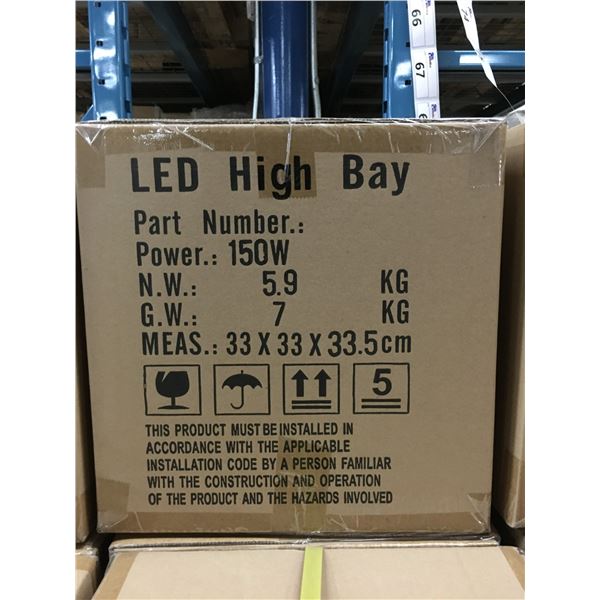 66
67
LED High Bay
Part Number.:
Power.: 150W
N.W.: 5.9 KG
G.W.: 7 KG
MEAS.: 33 X 33 X 33.5cm
5
THIS PRODUCT MUST BE INSTALLED IN
ACCORDANCE WITH THE APPLICABLE
INSTALLATION CODE BY A PERSON FAMILIAR
WITH THE CONSTRUCTION AND OPERATION
OF THE PRODUCT AND THE HAZARDS INVOLVED